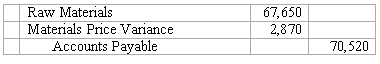 Raw Materials 67,650
Materials Price Variance 2,870
Accounts Payable 70,520